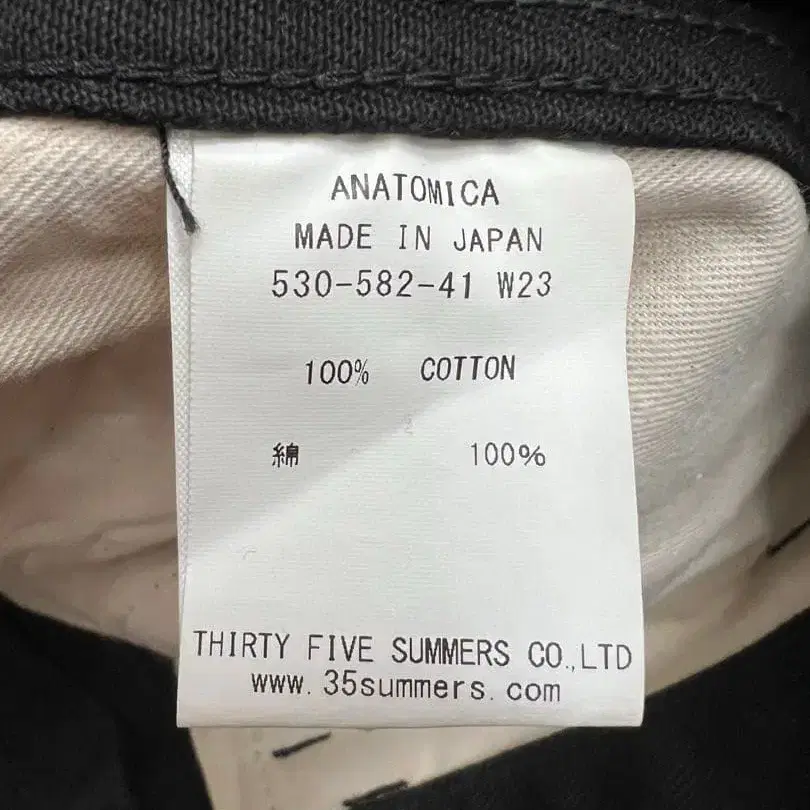 ANATOMICA
MADE IN JAPAN
530-582-41 W23
100% COTTON
綿 100%
THIRTY FIVE SUMMERS CO.,LTD
www.35summers.com